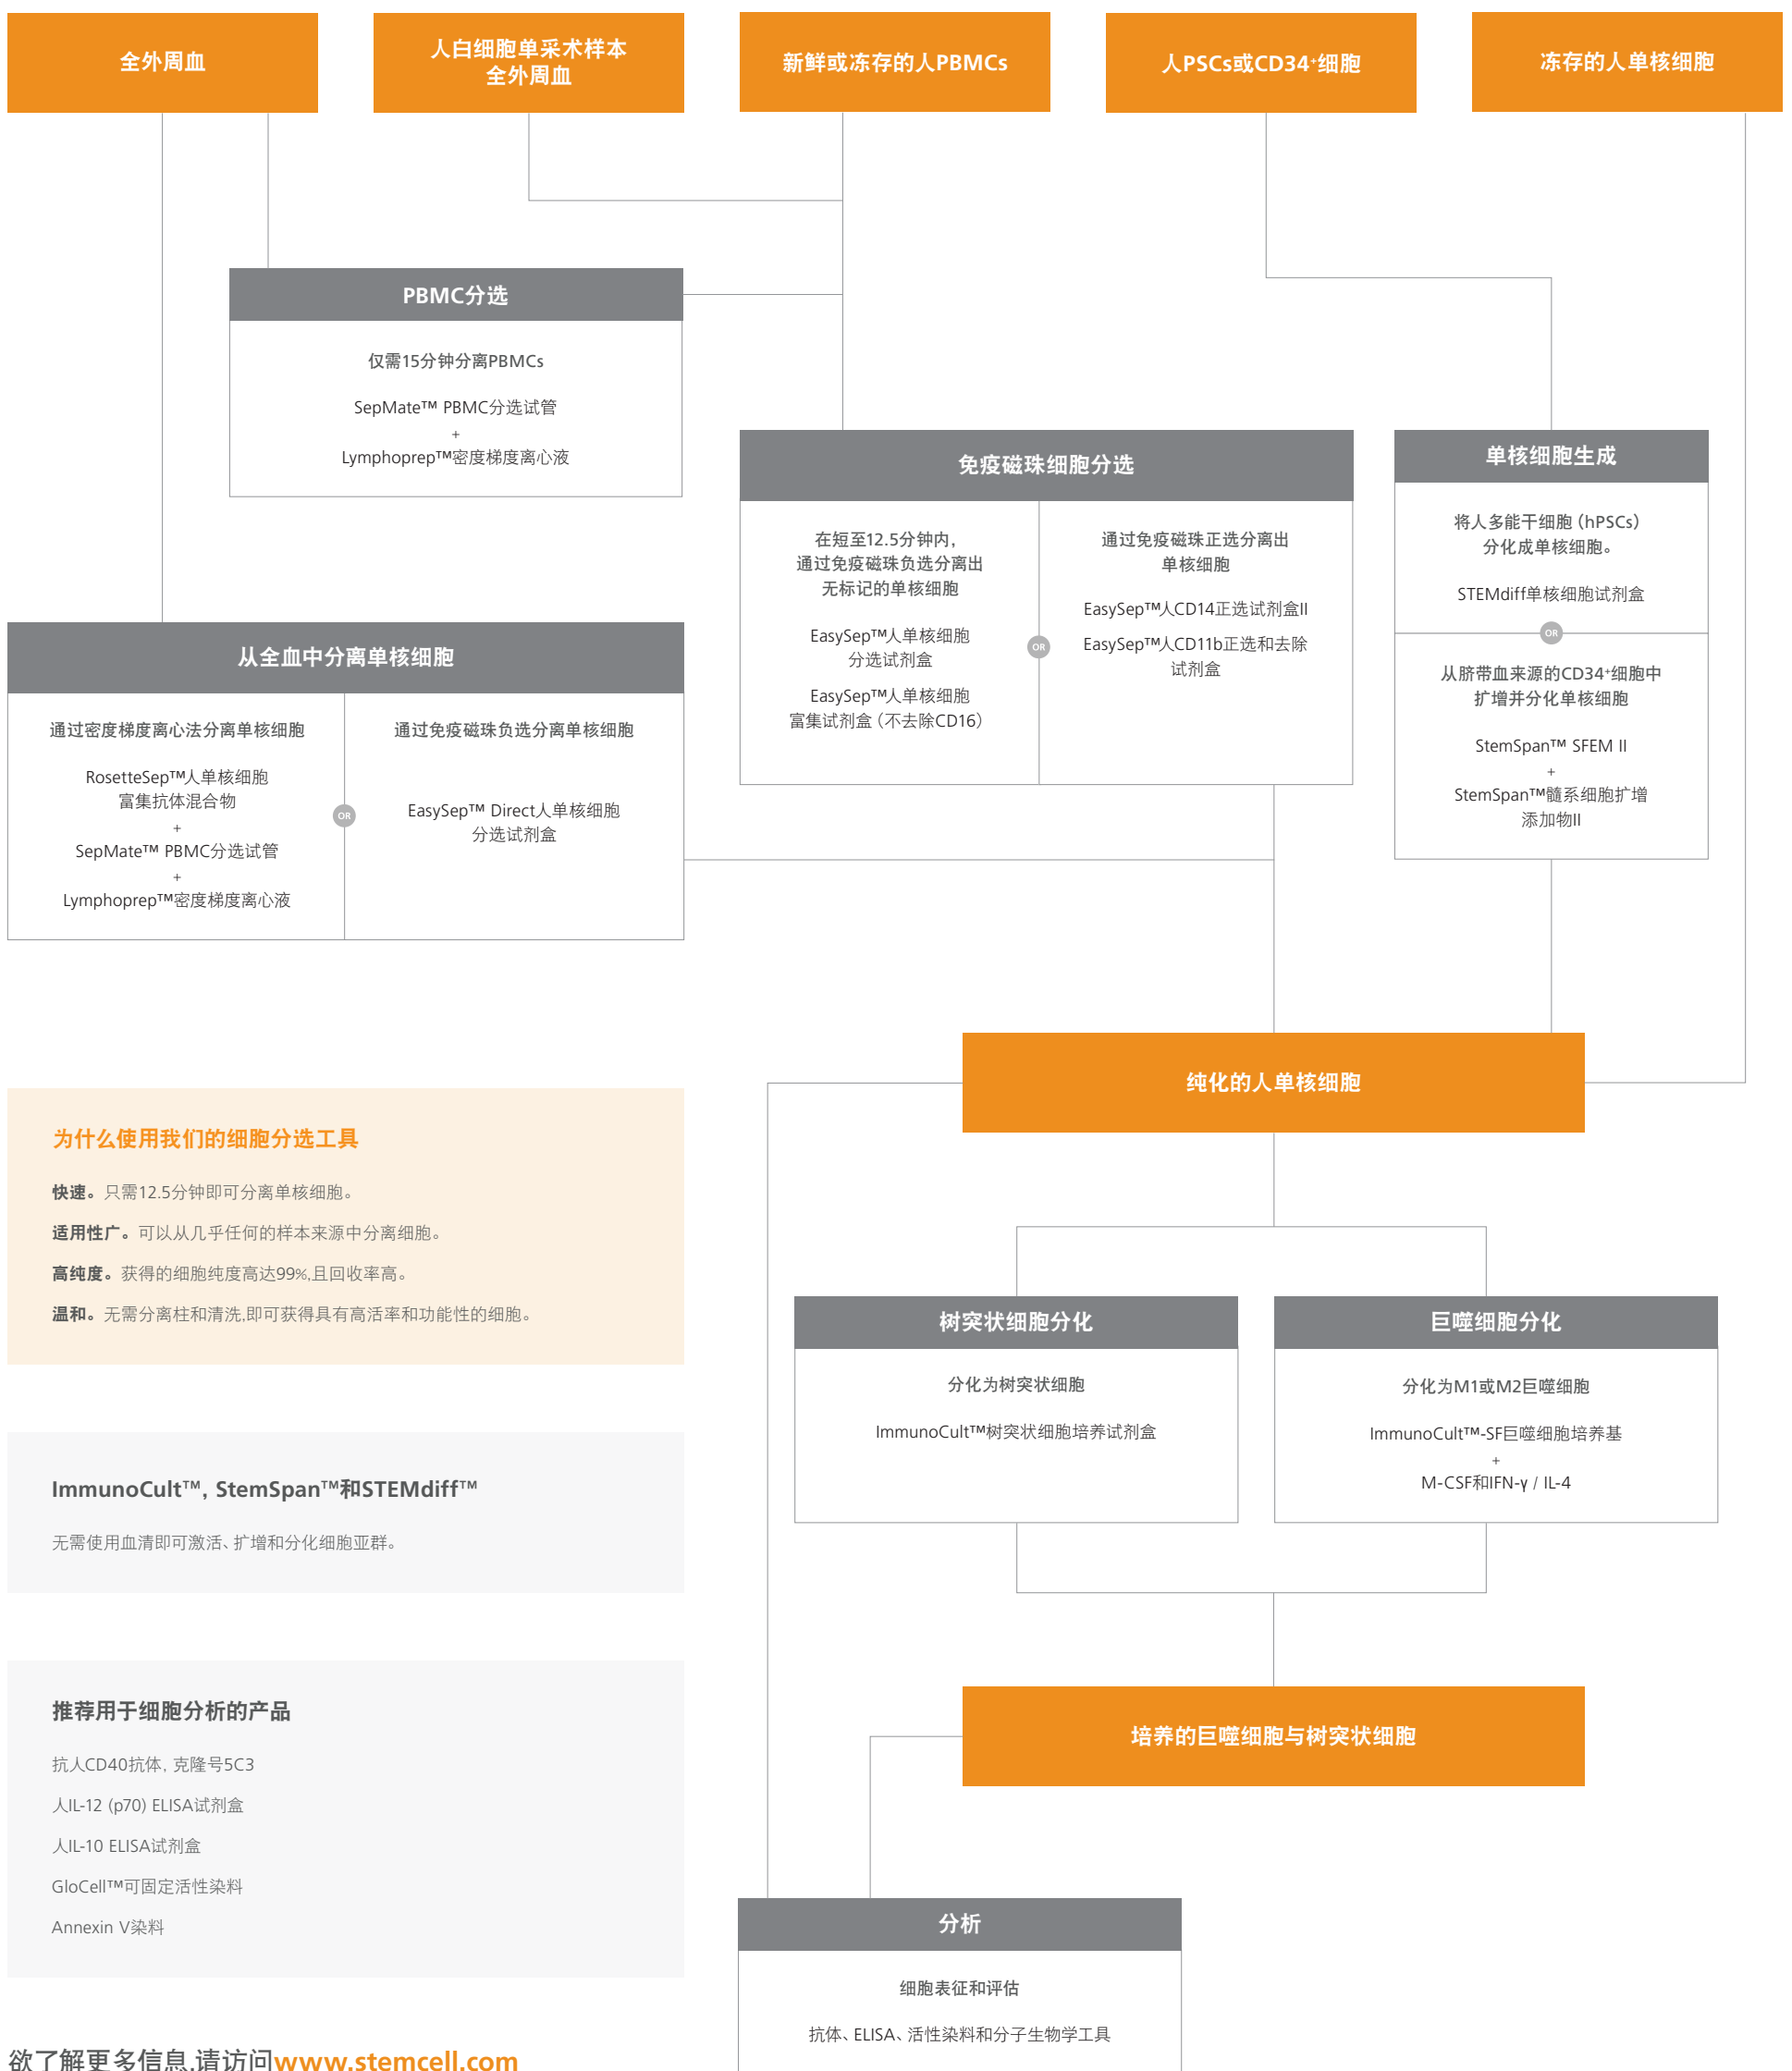 全外周血
人白细胞单采术样本
全外周血
新鲜或冻存的人PBMCs
人PSCs或CD34⁺细胞
冻存的人单核细胞
PBMC分选
仅需15分钟分离PBMCs
SepMate™ PBMC分选试管
+
Lymphoprep™密度梯度离心液
免疫磁珠细胞分选
在短至12.5分钟内,
通过免疫磁珠负选分离出
无标记的单核细胞
EasySep™人单核细胞
分选试剂盒
EasySep™人单核细胞
富集试剂盒（不去除CD16）
OR
通过免疫磁珠正选分离出
单核细胞
EasySep™人CD14正选试剂盒II
EasySep™人CD11b正选和去除
试剂盒
单核细胞生成
将人多能干细胞（hPSCs）
分化成单核细胞。
STEMdiff单核细胞试剂盒
OR
从脐带血来源的CD34⁺细胞中
扩增并分化单核细胞
StemSpan™ SFEM II
+
StemSpan™髓系细胞扩增
添加物II
从全血中分离单核细胞
通过密度梯度离心法分离单核细胞
RosetteSep™人单核细胞
富集抗体混合物
+
SepMate™ PBMC分选试管
+
Lymphoprep™密度梯度离心液
OR
通过免疫磁珠负选分离单核细胞
EasySep™ Direct人单核细胞
分选试剂盒
纯化的人单核细胞
为什么使用我们的细胞分选工具
快速。只需12.5分钟即可分离单核细胞。
适用性广。可以从几乎任何的样本来源中分离细胞。
高纯度。获得的细胞纯度高达99%,且回收率高。
温和。无需分离柱和清洗,即可获得具有高活率和功能性的细胞。
树突状细胞分化
分化为树突状细胞
ImmunoCult™树突状细胞培养试剂盒
巨噬细胞分化
分化为M1或M2巨噬细胞
ImmunoCult™-SF巨噬细胞培养基
+
M-CSF和IFN-γ / IL-4
ImmunoCult™, StemSpan™和STEMdiff™
无需使用血清即可激活、扩增和分化细胞亚群。
培养的巨噬细胞与树突状细胞
推荐用于细胞分析的产品
抗人CD40抗体, 克隆号5C3
人IL-12 (p70) ELISA试剂盒
人IL-10 ELISA试剂盒
GloCell™可固定活性染料
Annexin V染料
分析
细胞表征和评估
抗体、ELISA、活性染料和分子生物学工具
欲了解更多信息,请访问www.stemcell.com